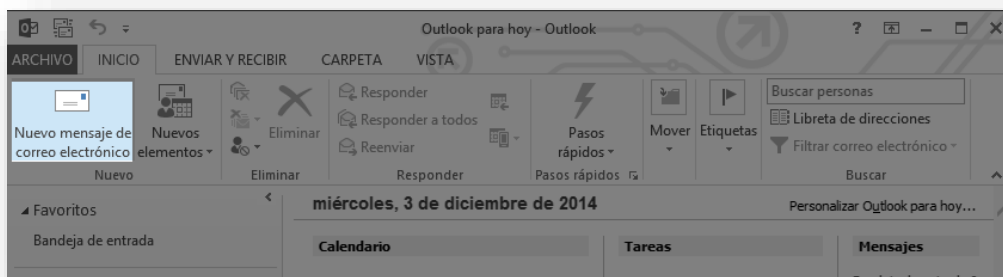 Outlook para hoy - Outlook
ARCHIVO INICIO ENVIAR Y RECIBIR CARPETA VISTA
Nuevo mensaje de
correo electrónico
Nuevos
elementos
Nuevo
Eliminar
Eliminar
Responder
Responder a todos
Reenviar
Responder
Pasos
rápidos
Pasos rápidos
Mover
Etiquetas
Buscar personas
Libreta de direcciones
Filtrar correo electrónico
Buscar
Favoritos
Bandeja de entrada
miércoles, 3 de diciembre de 2014
Personalizar Outlook para hoy...
Calendario
Tareas
Mensajes